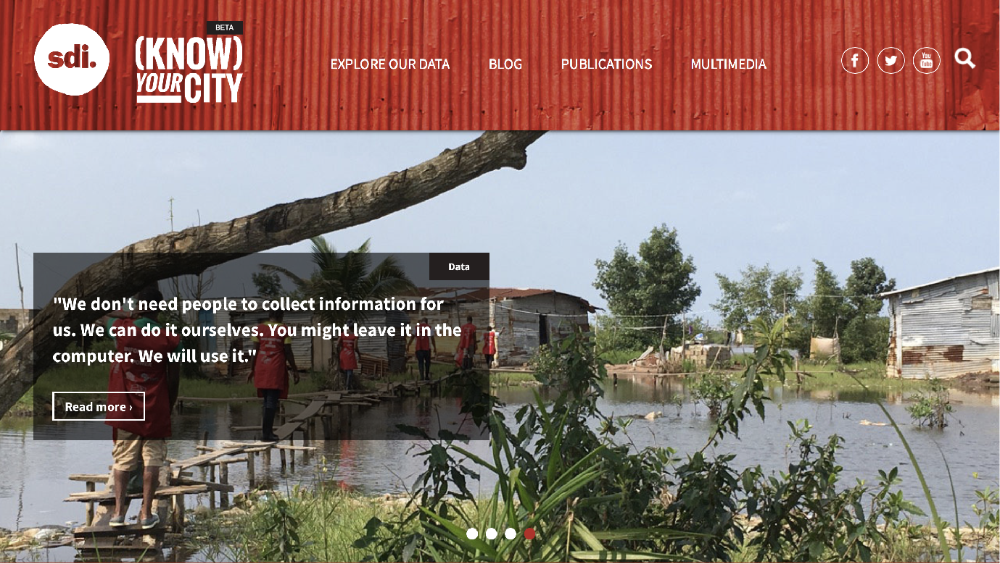 BETA
sdi.
(KNOW)
YOUR CITY
EXPLORE OUR DATA
BLOG
PUBLICATIONS
MULTIMEDIA
f
You
Tube
Data
"We don't need people to collect information for
us. We can do it ourselves. You might leave it in the
computer. We will use it."
Read more ›